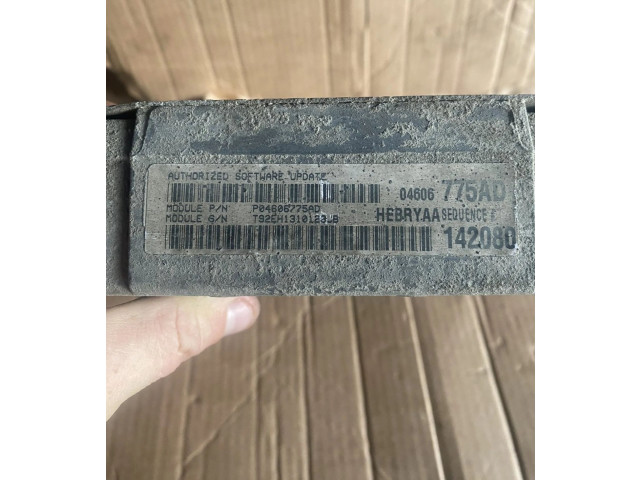 AUTHORIZED SOFTWARE UPDATE
04606 775AD
MODULE P/N P04606775AD
MODULE S/N
HEBRYAA SEQUENCE #
142080